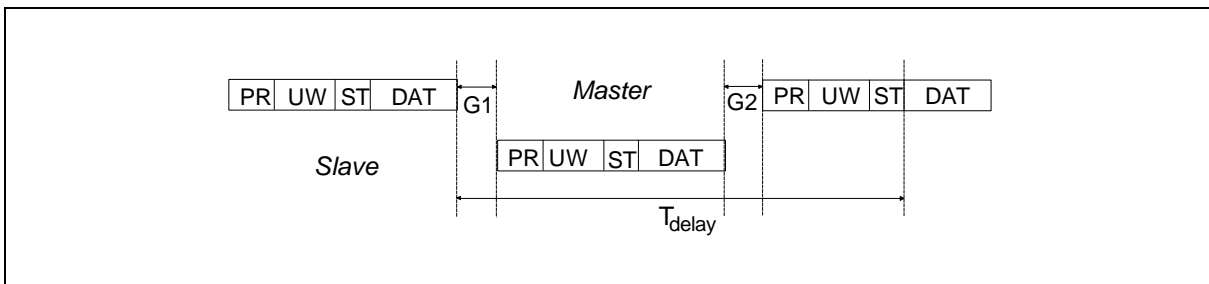 PR UW ST DAT
G1
Master
G2
PR UW ST DAT
Slave
PR UW ST DAT
Tdelay